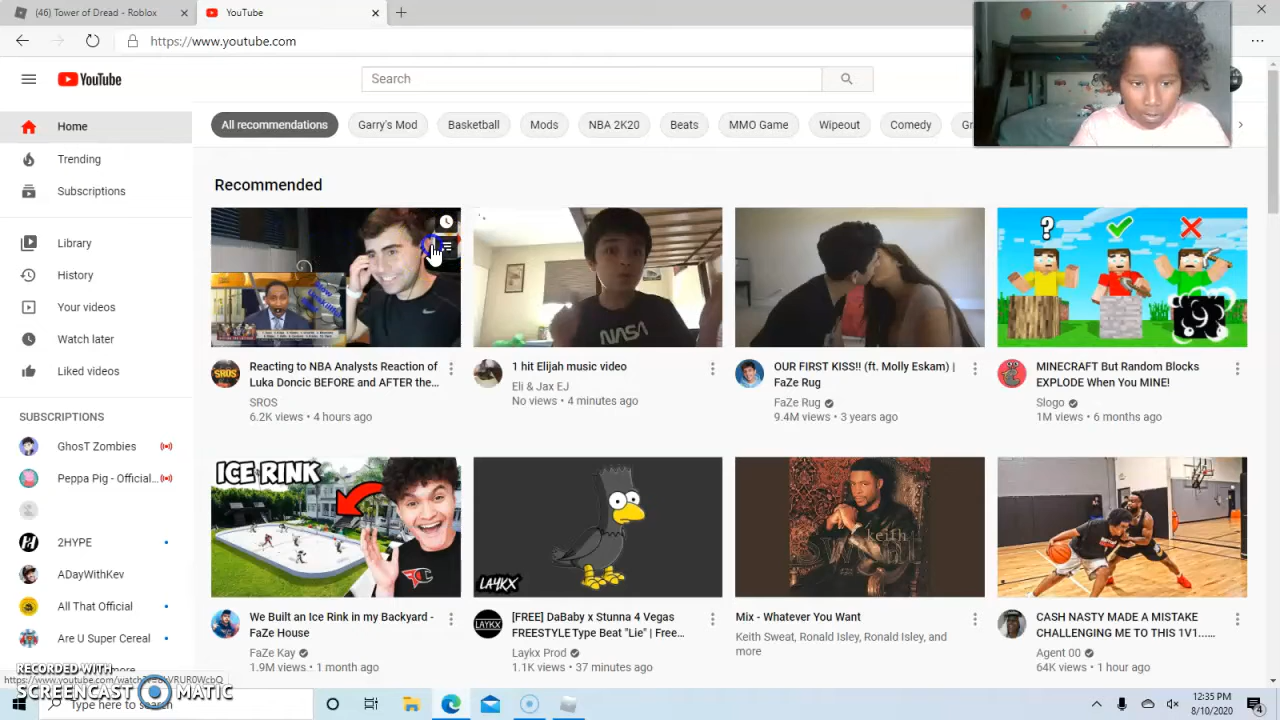 (46) Tower of Dread - Roblox
YouTube
https://www.youtube.com
YouTube
Search
Home
Trending
Subscriptions
Library
History
Your videos
Watch later
Liked videos
SUBSCRIPTIONS
GhosT Zombies
Peppa Pig - Official...
2HYPE
ADayWithKev
All That Official
Are U Super Cereal
All recommendations
Garry's Mod
Basketball
Mods
NBA 2K20
Beats
MMO Game
Wipeout
Comedy
Recommended
Reacting to NBA Analysts Reaction of
Luka Doncic BEFORE and AFTER the...
SROS
SROS
6.2K views • 4 hours ago
NASA
1 hit Elijah music video
Eli & Jax EJ
No views • 4 minutes ago
OUR FIRST KISS!! (ft. Molly Eskam) |
FaZe Rug
FaZe Rug
9.4M views • 3 years ago
?
MINECRAFT But Random Blocks
EXPLODE When You MINE!
Slogo
1M views • 6 months ago
ICE RINK
We Built an Ice Rink in my Backyard -
FaZe House
FaZe Kay
1.9M views • 1 month ago
LAYKX
LAYKX
[FREE] DaBaby x Stunna 4 Vegas
FREESTYLE Type Beat "Lie" | Free...
Laykx Prod
1.1K views • 37 minutes ago
keith
Mix - Whatever You Want
Keith Sweat, Ronald Isley, Ronald Isley, and
more
CASH NASTY MADE A MISTAKE
CHALLENGING ME TO THIS 1V1......
Agent 00
64K views • 1 hour ago
RECORDED WITH
SCREENCAST MATIC
Type here to search
12:35 PM
8/10/2020
4